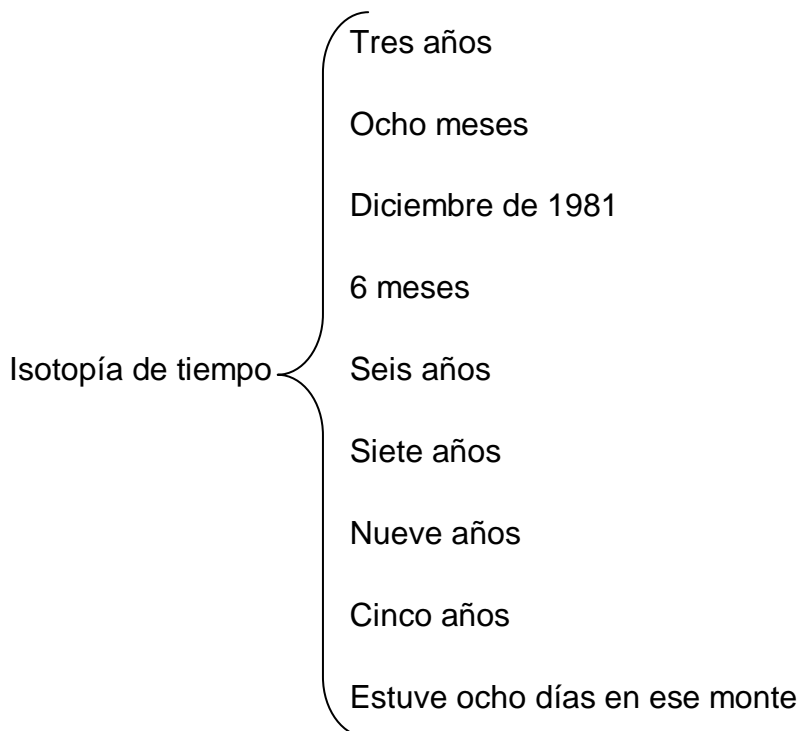 Tres años
Ocho meses
Diciembre de 1981
6 meses
Isotopía de tiempo
Seis años
Siete años
Nueve años
Cinco años
Estuve ocho días en ese monte